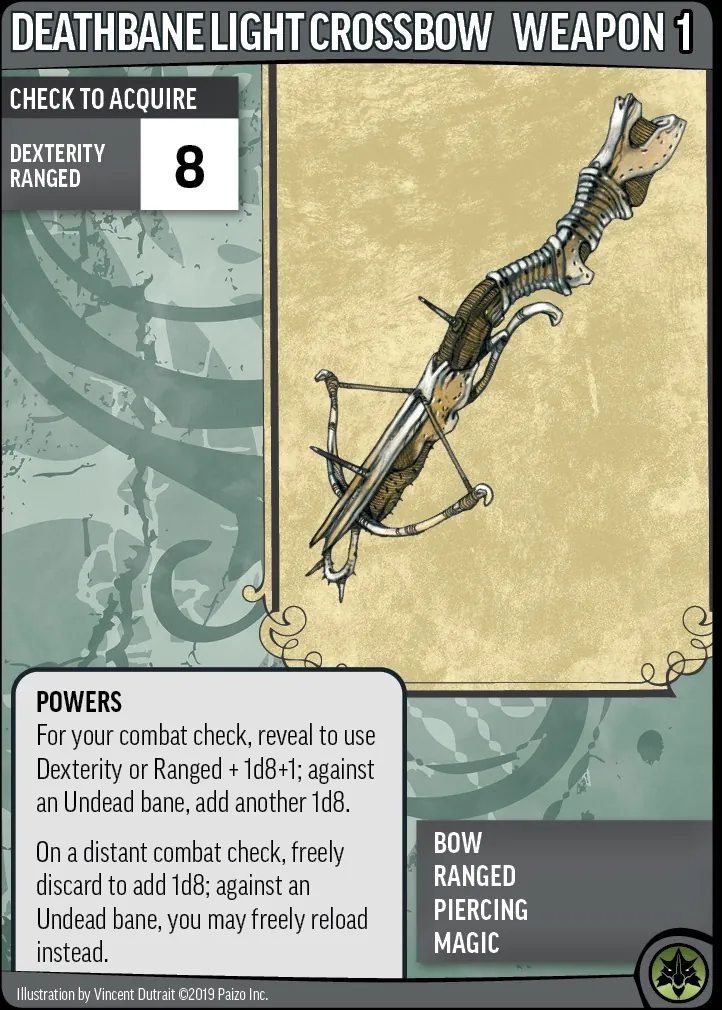 DEATHBANE LIGHT CROSSBOW WEAPON 1
CHECK TO ACQUIRE
DEXTERITY
RANGED
8
POWERS
For your combat check, reveal to use
Dexterity or Ranged + 1d8+1; against
an Undead bane, add another 1d8.
On a distant combat check, freely
discard to add 1d8; against an
Undead bane, you may freely reload
instead.
BOW
RANGED
PIERCING
MAGIC
Illustration by Vincent Dutrait ©2019 Paizo Inc.